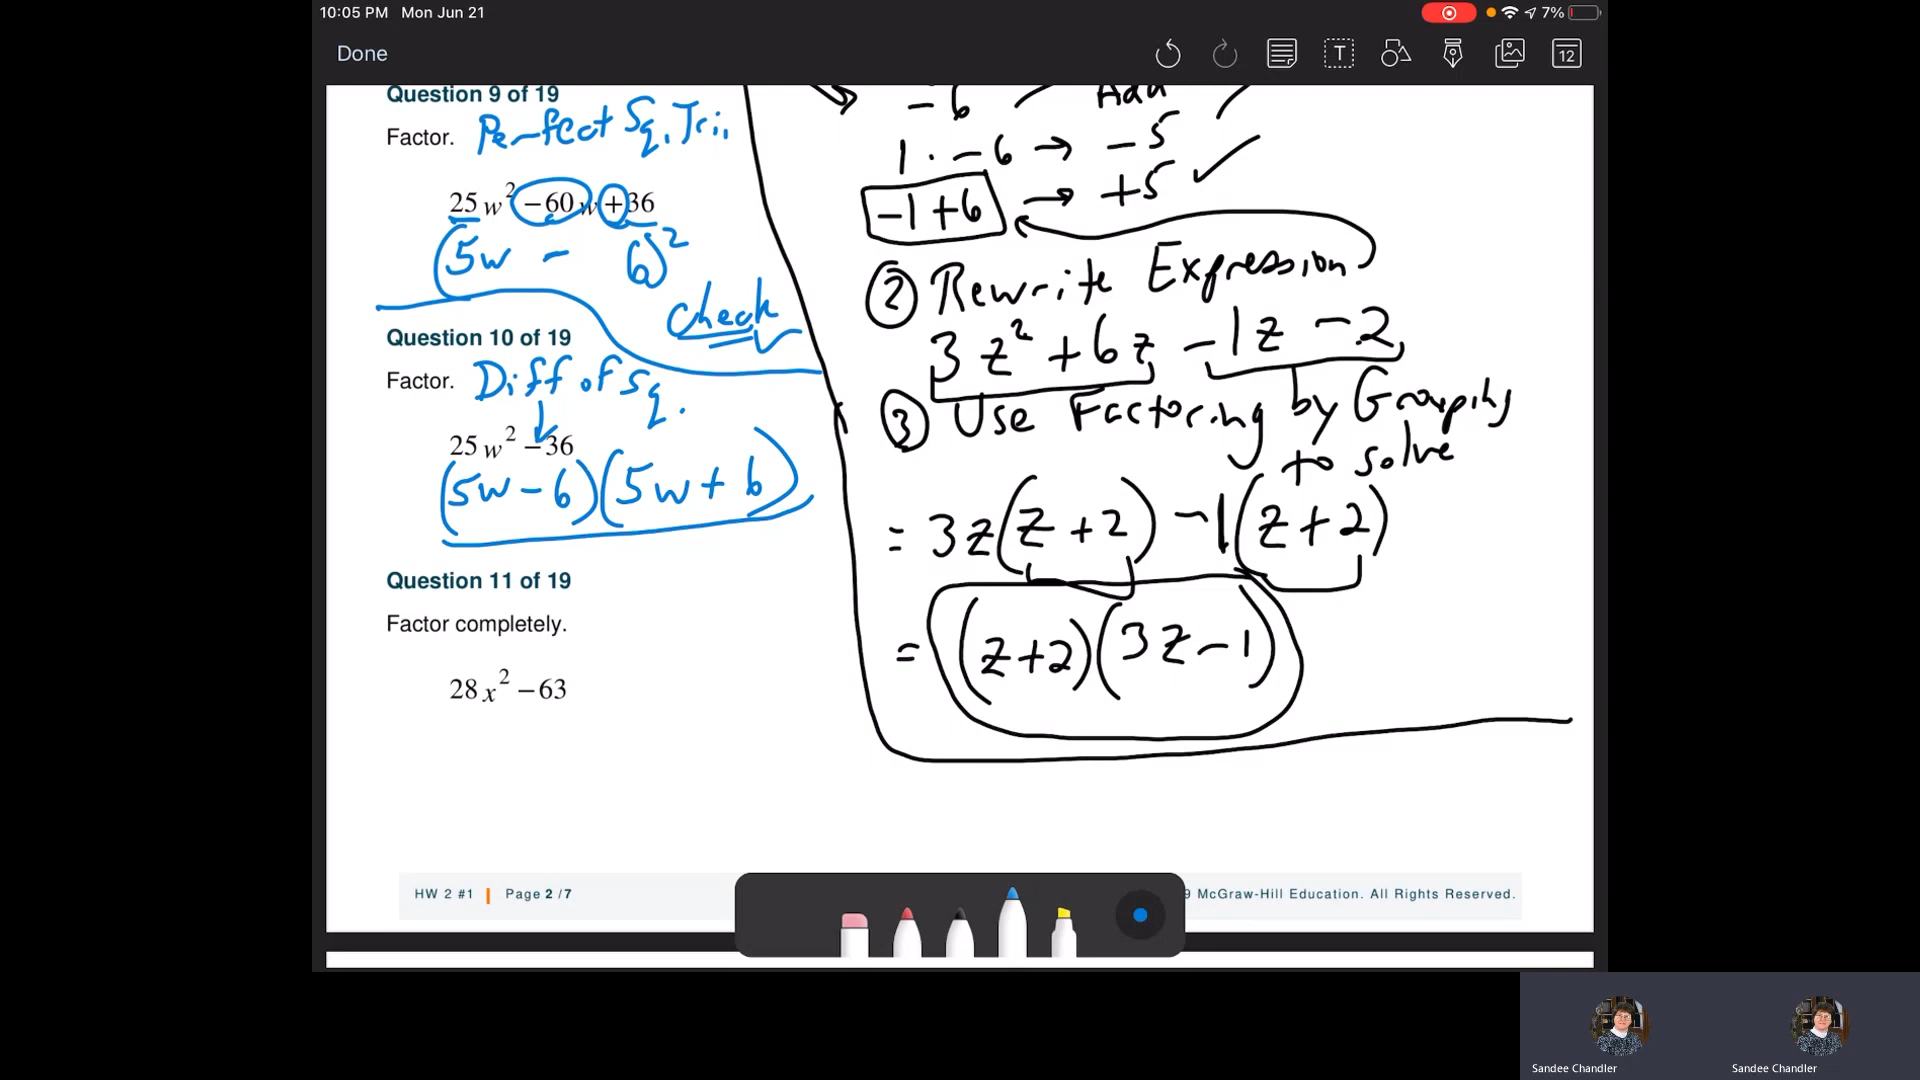 10:05 PM Mon Jun 21
7%
Done
T
12
Question 9 of 19
Factor. Perfect Sq. Tri.
25w² −60w +36
(5w − 6)²
check
Question 10 of 19
Factor. Diff of Sq.
25w² −36
(5w−6)(5w+6)
Question 11 of 19
Factor completely.
28x² −63
−6 Add
1 · −6 → −5
−1 +6 → +5 ✓
② Rewrite Expression
3z² +6z −1z −2
③ Use Factoring by Grouping
to solve
= 3z(z+2) −1(z+2)
= (z+2)(3z−1)
HW 2 #1 | Page 2 /7
9 McGraw-Hill Education. All Rights Reserved.
Sandee Chandler
Sandee Chandler